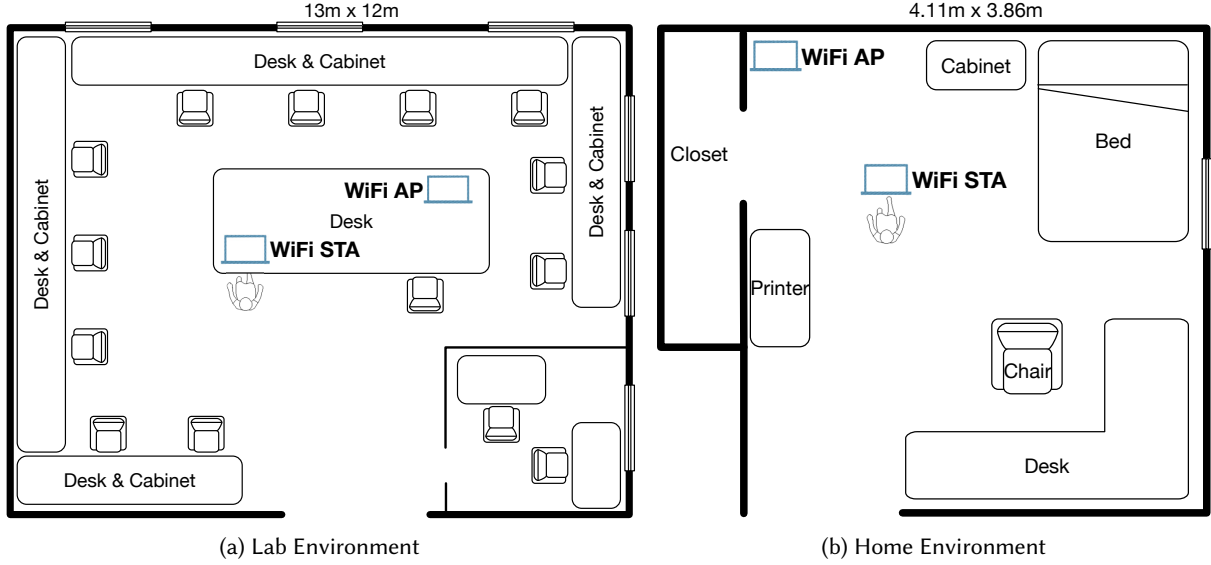 13m x 12m
Desk & Cabinet
Desk & Cabinet
Desk & Cabinet
WiFi AP
Desk
WiFi STA
Desk & Cabinet
(a) Lab Environment
4.11m x 3.86m
WiFi AP
Cabinet
Closet
Bed
WiFi STA
Printer
Chair
Desk
(b) Home Environment